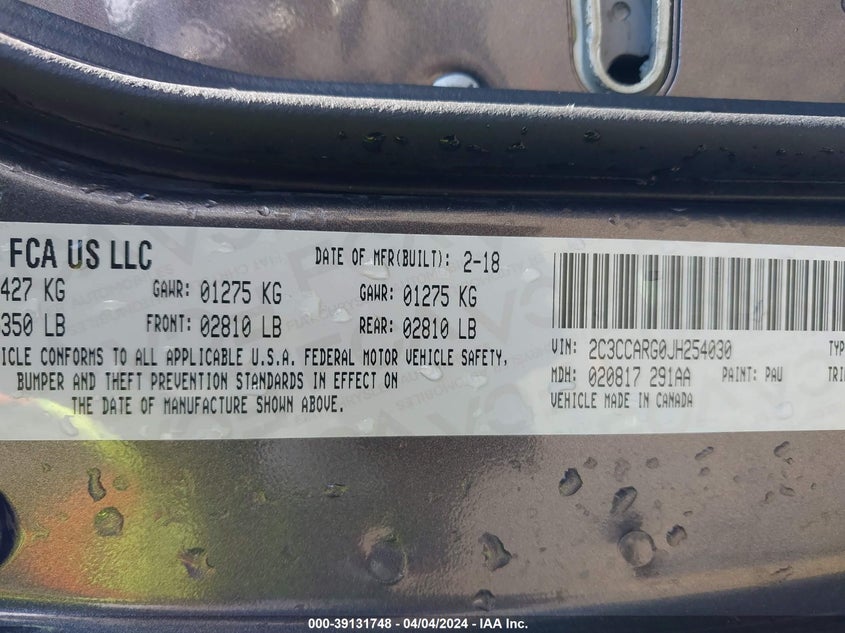 FCA US LLC DATE OF MFR(BUILT): 2-18
427 KG GAWR: 01275 KG GAWR: 01275 KG
350 LB FRONT: 02810 LB REAR: 02810 LB
HICLE CONFORMS TO ALL APPLICABLE U.S.A. FEDERAL MOTOR VEHICLE SAFETY,
BUMPER AND THEFT PREVENTION STANDARDS IN EFFECT ON
THE DATE OF MANUFACTURE SHOWN ABOVE.
VIN: 2C3CCARG0JH254030 TYP
MDH: 020817 291AA PAINT: PAU TRI
VEHICLE MADE IN CANADA
000-39131748 - 04/04/2024 - IAA Inc.